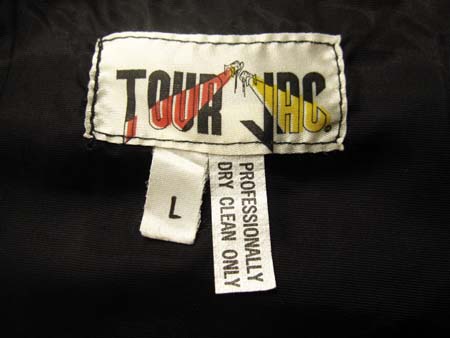 TOUR JAC®
L
PROFESSIONALLY
DRY CLEAN ONLY